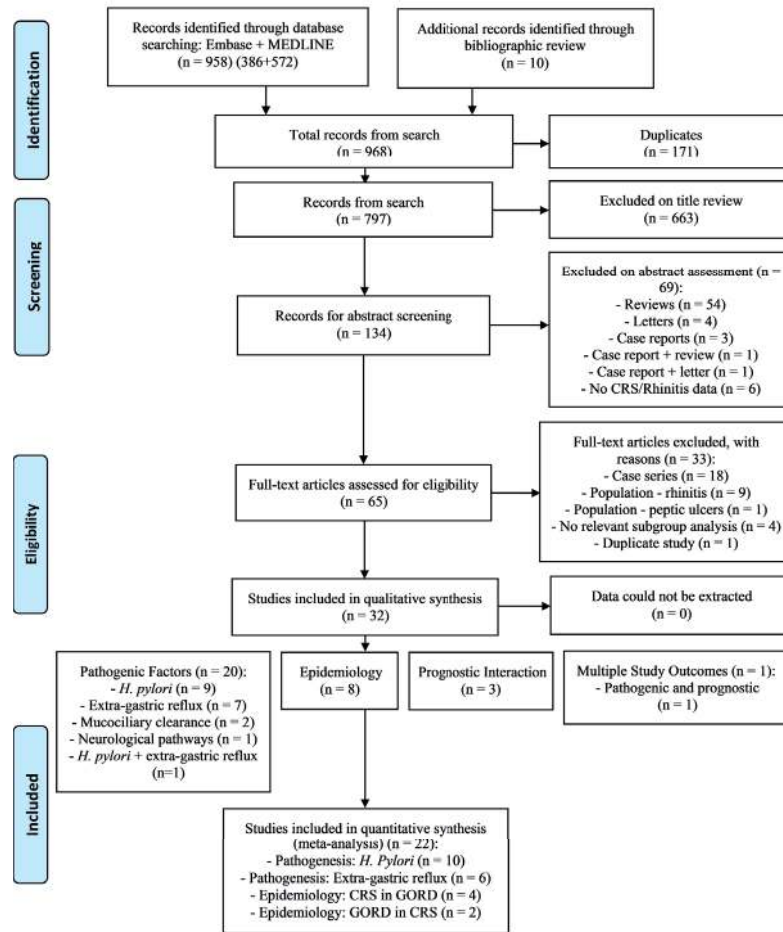 Identification
Records identified through database
searching: Embase + MEDLINE
(n = 958) (386+572)
Additional records identified through
bibliographic review
(n = 10)
Total records from search
(n = 968)
Duplicates
(n = 171)
Screening
Records from search
(n = 797)
Excluded on title review
(n = 663)
Records for abstract screening
(n = 134)
Excluded on abstract assessment (n =
69):
- Reviews (n = 54)
- Letters (n = 4)
- Case reports (n = 3)
- Case report + review (n = 1)
- Case report + letter (n = 1)
- No CRS/Rhinitis data (n = 6)
Eligibility
Full-text articles assessed for eligibility
(n = 65)
Full-text articles excluded, with
reasons (n = 33):
- Case series (n = 18)
- Population - rhinitis (n = 9)
- Population - peptic ulcers (n = 1)
- No relevant subgroup analysis (n = 4)
- Duplicate study (n = 1)
Studies included in qualitative synthesis
(n = 32)
Data could not be extracted
(n = 0)
Included
Pathogenic Factors (n = 20):
- H. pylori (n = 9)
- Extra-gastric reflux (n = 7)
- Mucociliary clearance (n = 2)
- Neurological pathways (n = 1)
- H. pylori + extra-gastric reflux
(n=1)
Epidemiology
(n = 8)
Prognostic Interaction
(n = 3)
Multiple Study Outcomes (n = 1):
- Pathogenic and prognostic
(n = 1)
Studies included in quantitative synthesis
(meta-analysis) (n = 22):
- Pathogenesis: H. Pylori (n = 10)
- Pathogenesis: Extra-gastric reflux (n = 6)
- Epidemiology: CRS in GORD (n = 4)
- Epidemiology: GORD in CRS (n = 2)